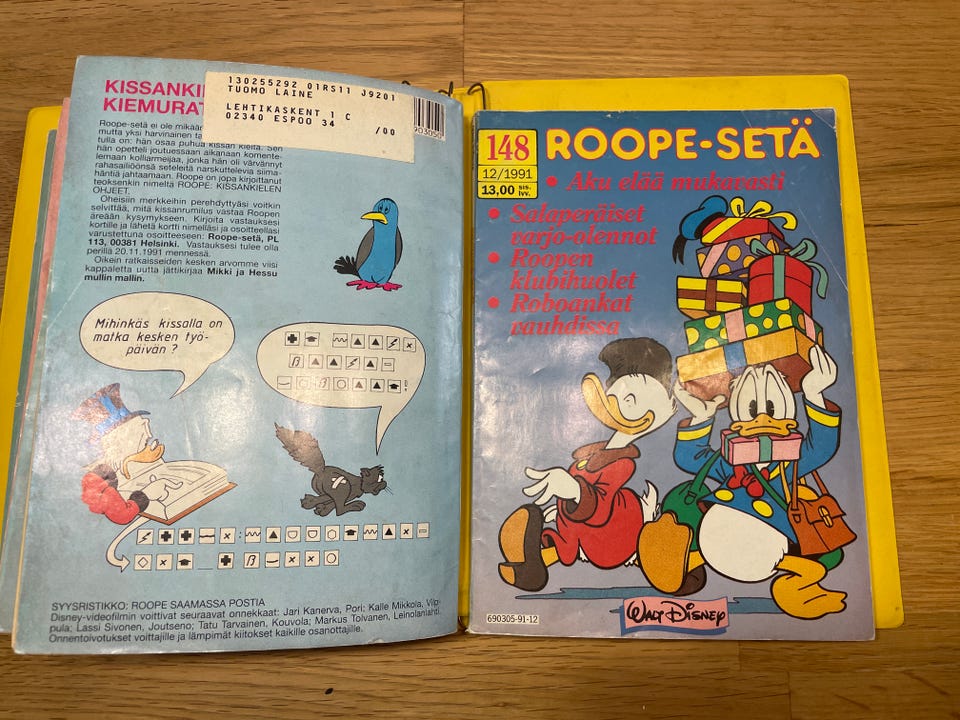 KISSANKI
KIEMURAT
130255292 01RS11 J9201
TUOMO LAINE
LEHTIKASKENT 1 C
02340 ESPOO 34 /00
Roope-setä ei ole mikään
mutta yksi harvinainen
tulla on: hän osaa puhua kissan kieltä. Sen
hän opetteli joutuessaan aikanaan komente-
lemaan kolliarmeijaa, jonka hän oli värvännyt
rahasäiliönsä seteleitä narskuttelevia siima-
häntiä jahtaamaan. Roope on jopa kirjoittanut
teoksenkin nimeltä ROOPE: KISSANKIELEN
OHJEET.
Oheisiin merkkeihin perehdyttyäsi voitkin
selvittää, mitä kissanrumilus vastaa Roopen
äreään kysymykseen. Kirjoita vastauksesi
kortille ja lähetä kortti nimelläsi ja osoitteellasi
varustettuna osoitteeseen: Roope-setä, PL
113, 00381 Helsinki. Vastauksesi tulee olla
perillä 20.11.1991 mennessä.
Oikein ratkaisseiden kesken arvomme viisi
kappaletta uutta jättikirjaa Mikki ja Hessu
mullin mallin.
Mihinkäs kissalla on
matka kesken työ-
päivän?
SYYSRISTIKKO: ROOPE SAAMASSA POSTIA
Disney-videofilmin voittivat seuraavat onnekkaat: Jari Kanerva, Pori; Kalle Mikkola, Vilp-
pula; Lassi Sivonen, Joutseno; Tatu Tarvainen, Kouvola; Markus Tolvanen, Leinolanlahti.
Onnentoivotukset voittajille ja lämpimät kiitokset kaikille osanottajille.
148
12/1991
13,00 sis. lvv.
ROOPE-SETÄ
• Aku elää mukavasti
• Salaperäiset
varjo-olennot
• Roopen
klubihuolet
• Roboankat
vauhdissa
690305-91-12
WALT DISNEY